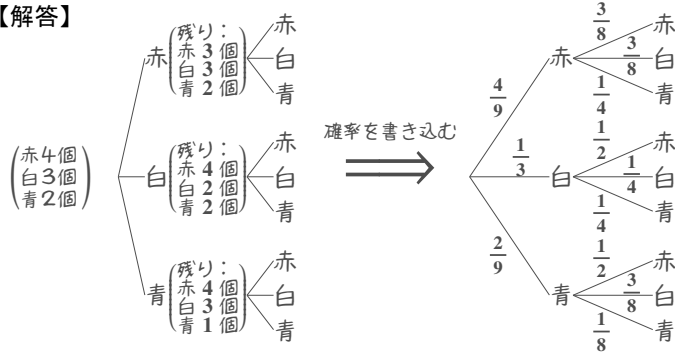 【解答】
(赤4個
白3個
青2個)
赤
(残り：
赤 3 個
白 3 個
青 2 個)
赤
白
青
白
(残り：
赤 4 個
白 2 個
青 2 個)
赤
白
青
青
(残り：
赤 4 個
白 3 個
青 1 個)
赤
白
青
確率を書き込む
4/9
赤
3/8
赤
3/8
白
1/4
青
1/3
白
1/2
赤
1/4
白
1/4
青
2/9
青
1/2
赤
3/8
白
1/8
青